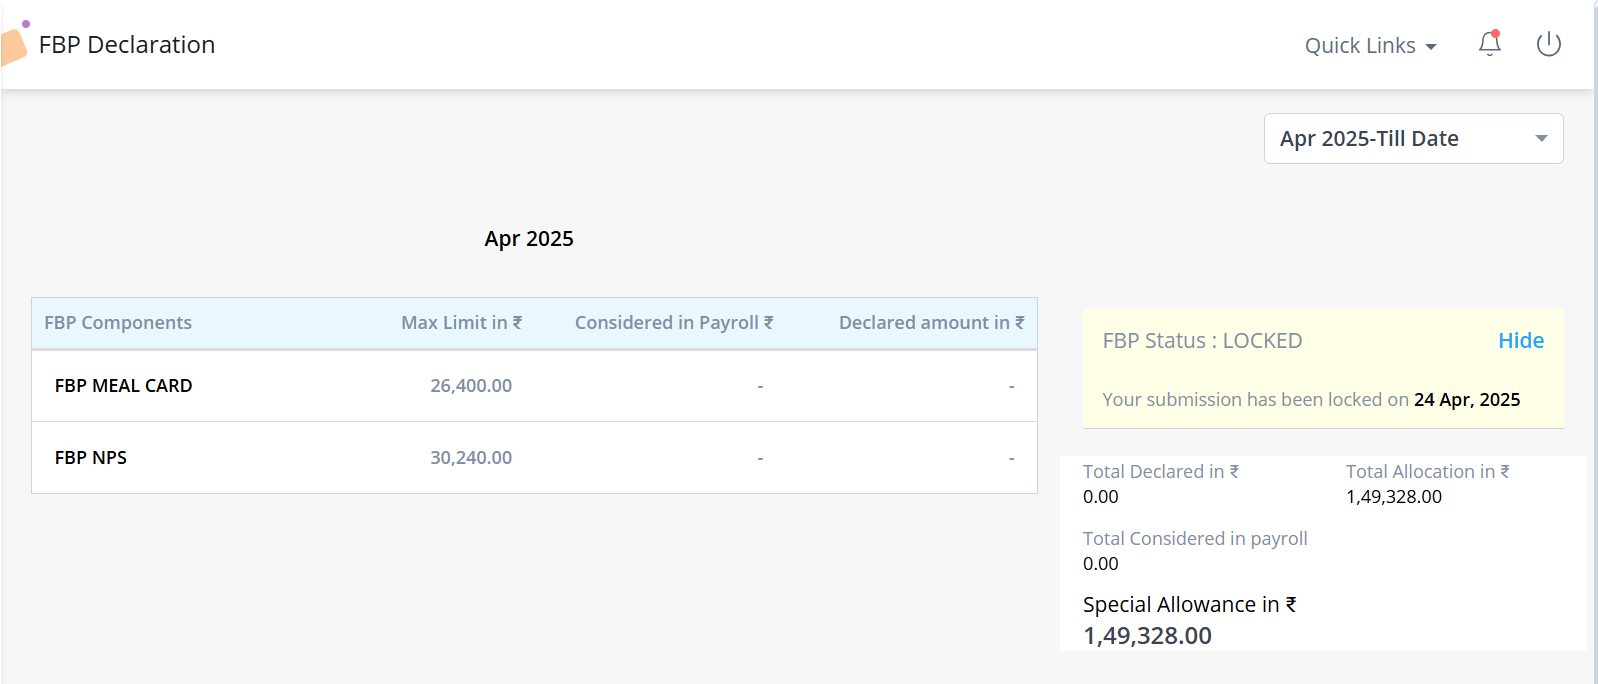 FBP Declaration
Quick Links
Apr 2025-Till Date
Apr 2025
FBP Components Max Limit in ₹ Considered in Payroll ₹ Declared amount in ₹
FBP MEAL CARD 26,400.00 - -
FBP NPS 30,240.00 - -
FBP Status : LOCKED Hide
Your submission has been locked on 24 Apr, 2025
Total Declared in ₹ Total Allocation in ₹
0.00 1,49,328.00
Total Considered in payroll
0.00
Special Allowance in ₹
1,49,328.00